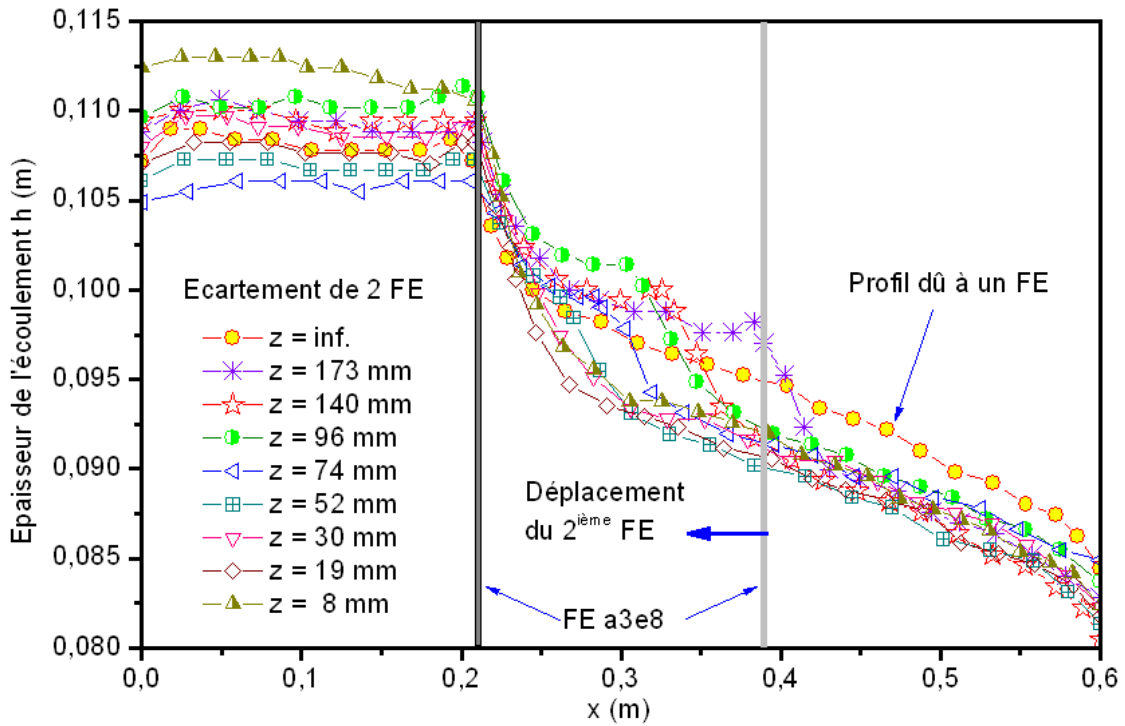 0,115
0,110
0,105
0,100
0,095
0,090
0,085
0,080
Epaisseur de l'écoulement h (m)
Ecartement de 2 FE
z = inf.
z = 173 mm
z = 140 mm
z = 96 mm
z = 74 mm
z = 52 mm
z = 30 mm
z = 19 mm
z = 8 mm
Profil dû à un FE
Déplacement
du 2ième FE
FE a3e8
0,0 0,1 0,2 0,3 0,4 0,5 0,6
x (m)